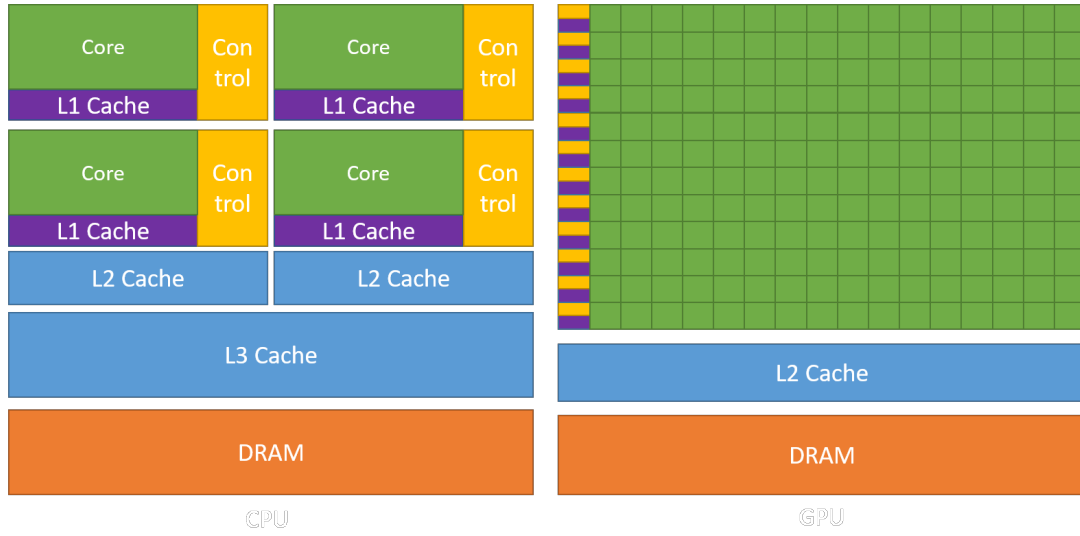 Core
Con
trol
L1 Cache
Core
Con
trol
L1 Cache
Core
Con
trol
L1 Cache
Core
Con
trol
L1 Cache
L2 Cache
L2 Cache
L3 Cache
DRAM
CPU
L2 Cache
DRAM
GPU